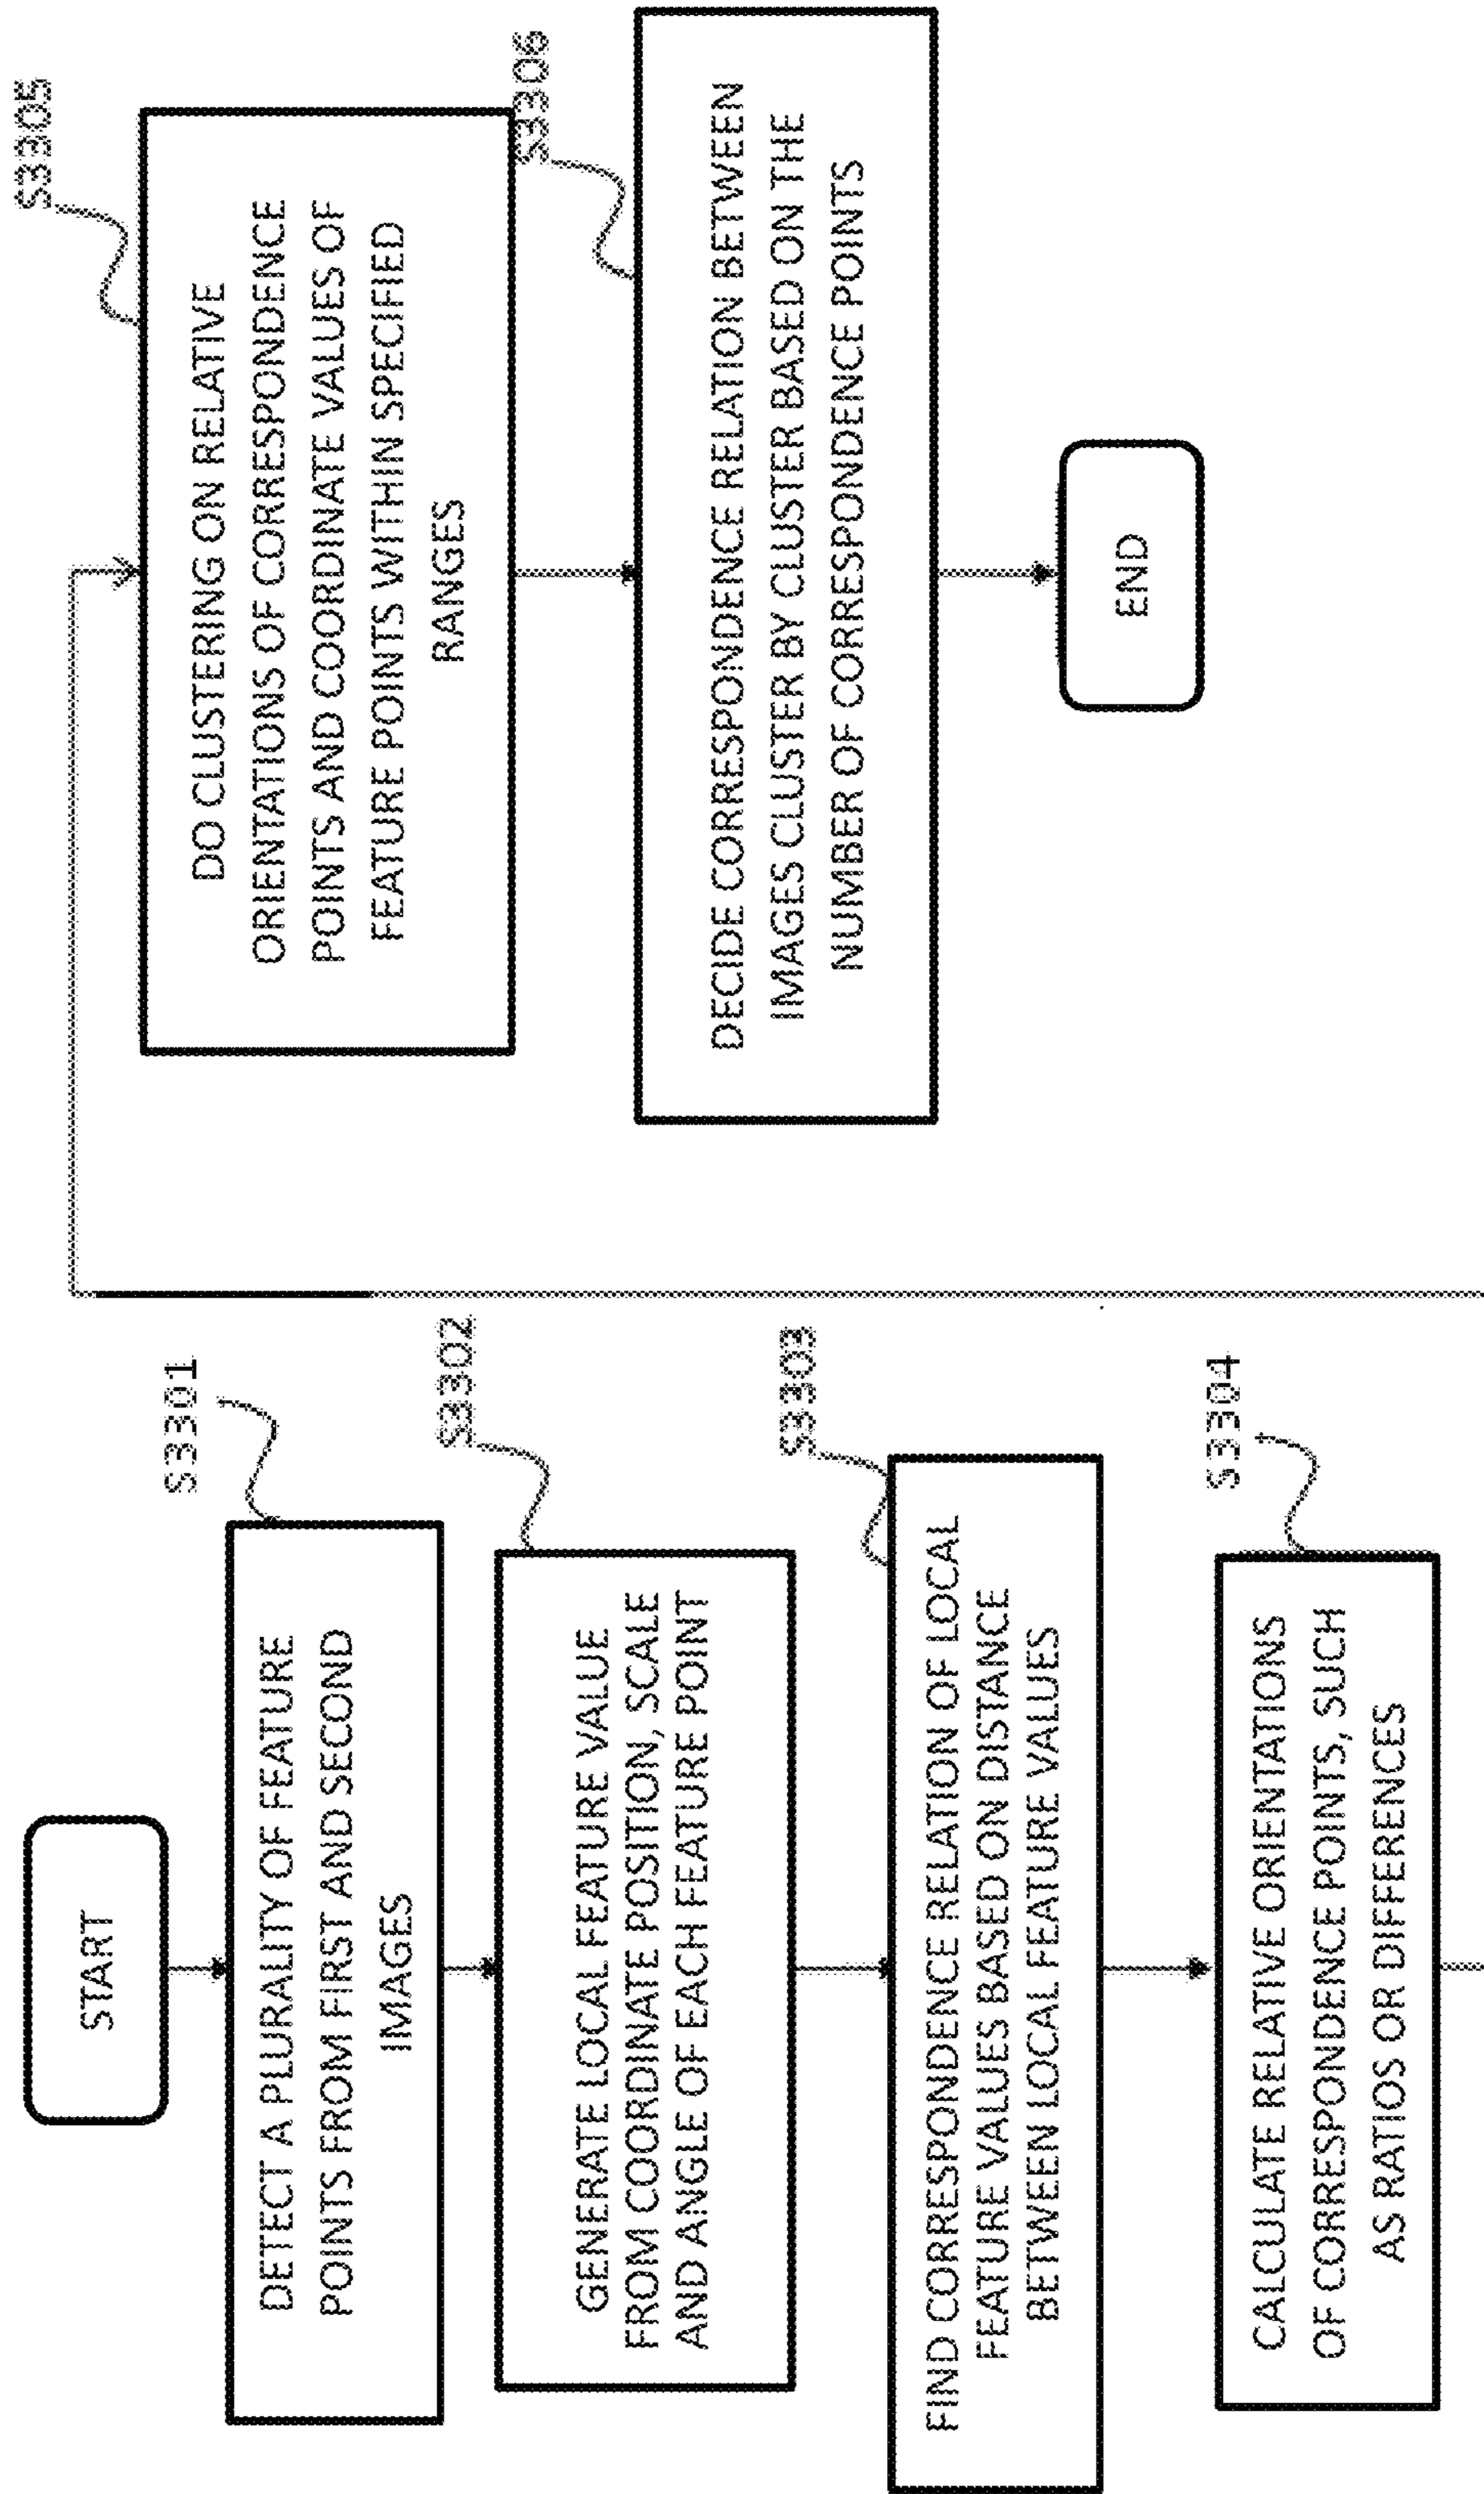 START
S3301
DETECT A PLURALITY OF FEATURE
POINTS FROM FIRST AND SECOND
IMAGES
S3302
GENERATE LOCAL FEATURE VALUE
FROM COORDINATE POSITION, SCALE
AND ANGLE OF EACH FEATURE POINT
S3303
FIND CORRESPONDENCE RELATION OF LOCAL
FEATURE VALUES BASED ON DISTANCE
BETWEEN LOCAL FEATURE VALUES
S3304
CALCULATE RELATIVE ORIENTATIONS
OF CORRECT POINTS, SUCH
AS RATIOS OR DIFFERENCES
S3305
DO CLUSTERING ON RELATIVE
ORIENTATIONS OF CORRESPONDENCE
POINTS AND COORDINATE VALUES OF
FEATURE POINTS WITHIN SPECIFIED
RANGES
S3306
DECIDE CORRESPONDENCE RELATION BETWEEN
IMAGES CLUSTER BY CLUSTER BASED ON THE
NUMBER OF CORRESPONDENCE POINTS
END